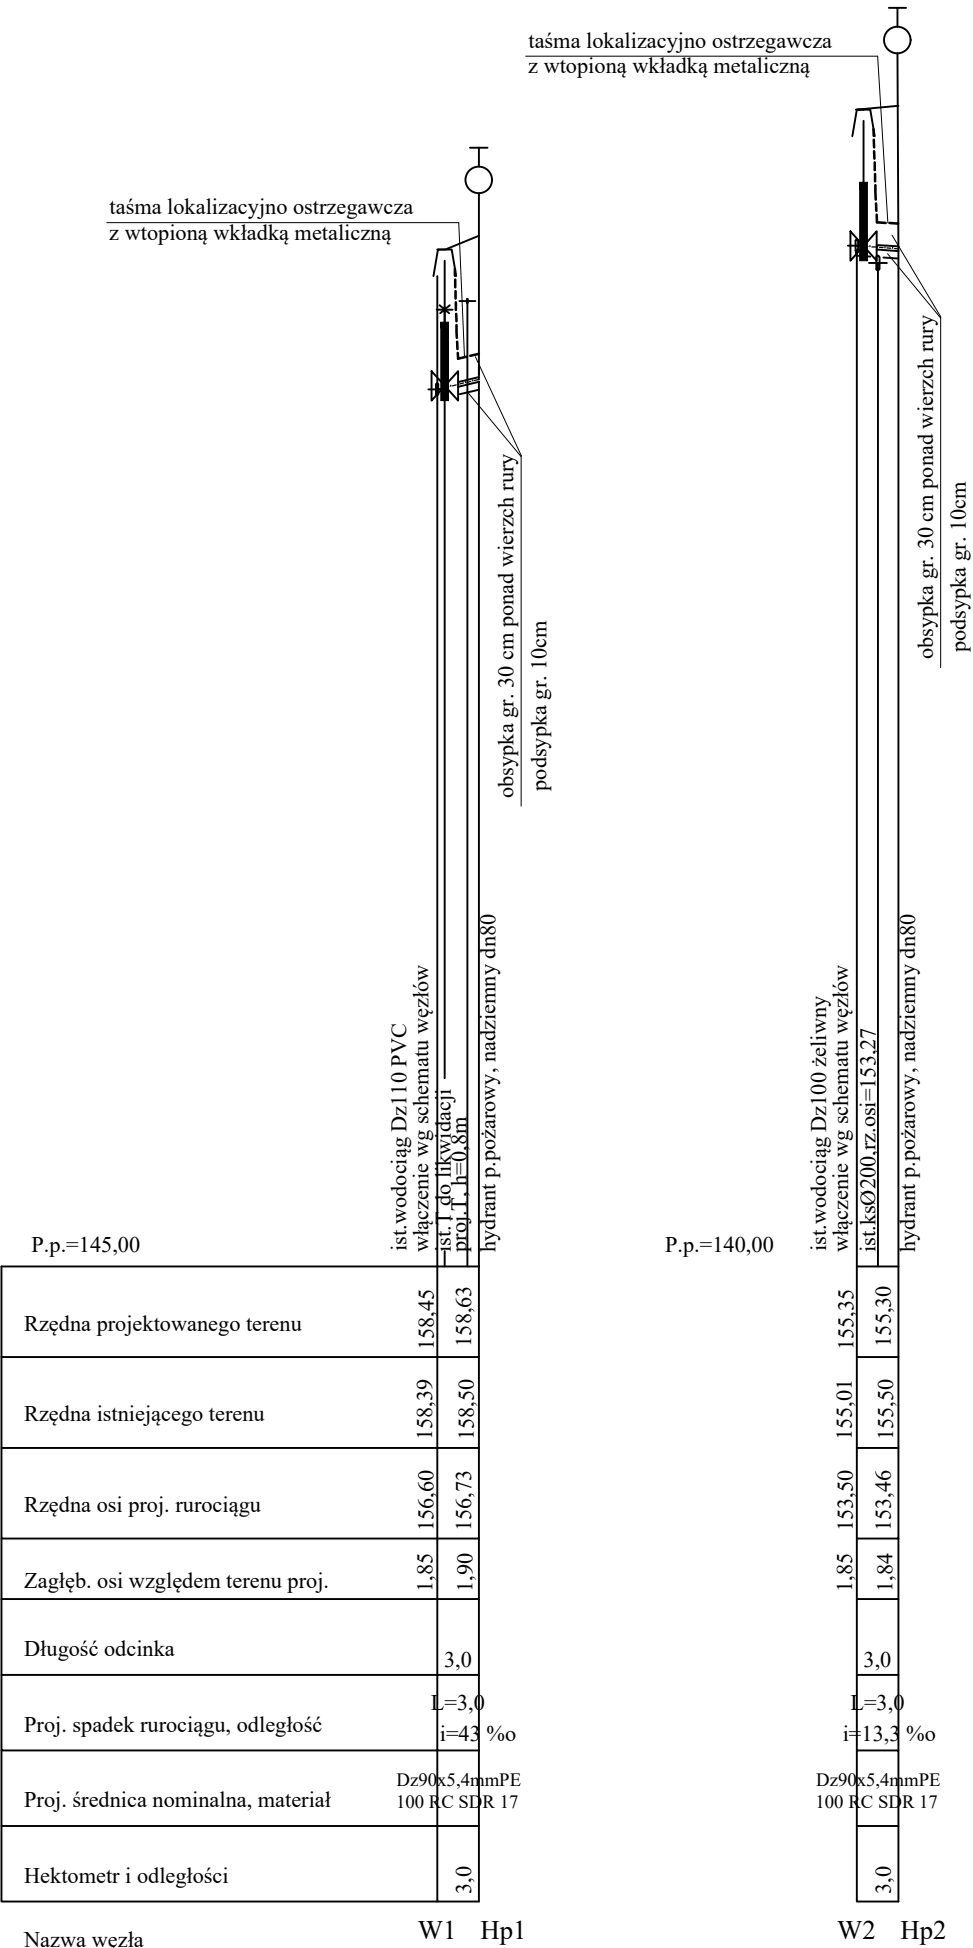 taśma lokalizacyjno ostrzegawcza
z wtopioną wkładką metaliczną
taśma lokalizacyjno ostrzegawcza
z wtopioną wkładką metaliczną
obsypka gr. 30 cm ponad wierzch rury
podsypka gr. 10cm
obsypka gr. 30 cm ponad wierzch rury
podsypka gr. 10cm
ist.wodociąg Dz110 PVC
włączenie wg schematu węzłów
ist.T do likwidacji
proj.T, h=0,8m
hydrant p.pożarowy, nadziemny dn80
ist.wodociąg Dz100 żeliwny
włączenie wg schematu węzłów
ist.ksØ200,rz.osi=153,27
hydrant p.pożarowy, nadziemny dn80
P.p.=145,00
P.p.=140,00
Rzędna projektowanego terenu 158,45 158,63 155,35 155,30
Rzędna istniejącego terenu 158,39 158,50 155,01 155,50
Rzędna osi proj. rurociągu 156,60 156,73 153,50 153,46
Zagłęb. osi względem terenu proj. 1,85 1,90 1,85 1,84
Długość odcinka 3,0 3,0
Proj. spadek rurociągu, odległość
L=3,0
i=43 %o
L=3,0
i=13,3 %o
Proj. średnica nominalna, materiał
Dz90x5,4mmPE
100 RC SDR 17
Dz90x5,4mmPE
100 RC SDR 17
Hektometr i odległości 3,0 3,0
Nazwa węzła W1 Hp1 W2 Hp2